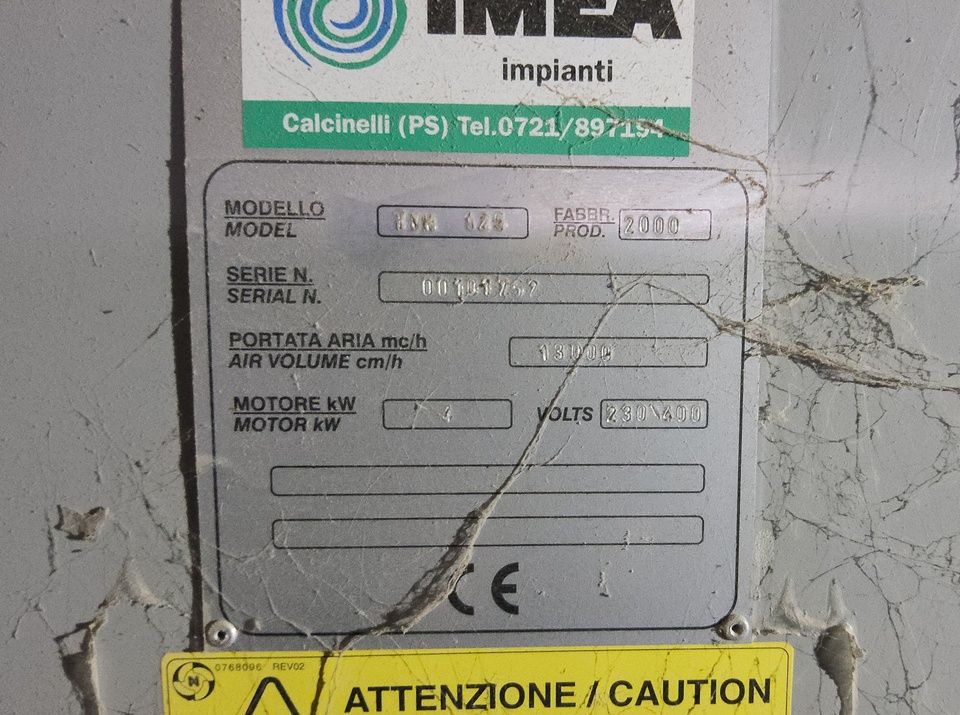 IMEA
impianti
Calcinelli (PS) Tel.0721/897194
MODELLO
MODEL
FABBR.
PROD.
2000
SERIE N.
SERIAL N.
PORTATA ARIA mc/h
AIR VOLUME cm/h
13000
MOTORE kW
MOTOR kW
4
VOLTS
230\400
CE
0768096 REV02
ATTENZIONE / CAUTION